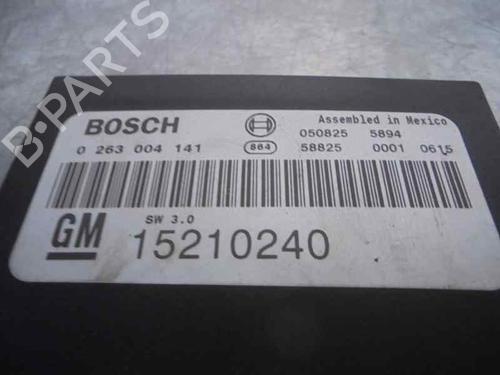 B-PARTS
BOSCH
Assembled in Mexico
050825 5894
0 263 004 141
864
58825 0001 0615
GM
SW 3.0
15210240